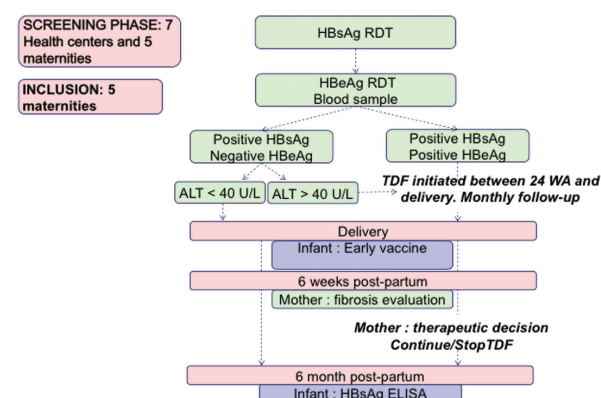 SCREENING PHASE: 7
Health centers and 5
maternities
INCLUSION: 5
maternities
HBsAg RDT
HBeAg RDT
Blood sample
Positive HBsAg
Negative HBeAg
Positive HBsAg
Positive HBeAg
ALT < 40 U/L
ALT > 40 U/L
TDF initiated between 24 WA and
delivery. Monthly follow-up
Delivery
Infant : Early vaccine
6 weeks post-partum
Mother : fibrosis evaluation
Mother : therapeutic decision
Continue/StopTDF
6 month post-partum
Infant : HBsAg ELISA